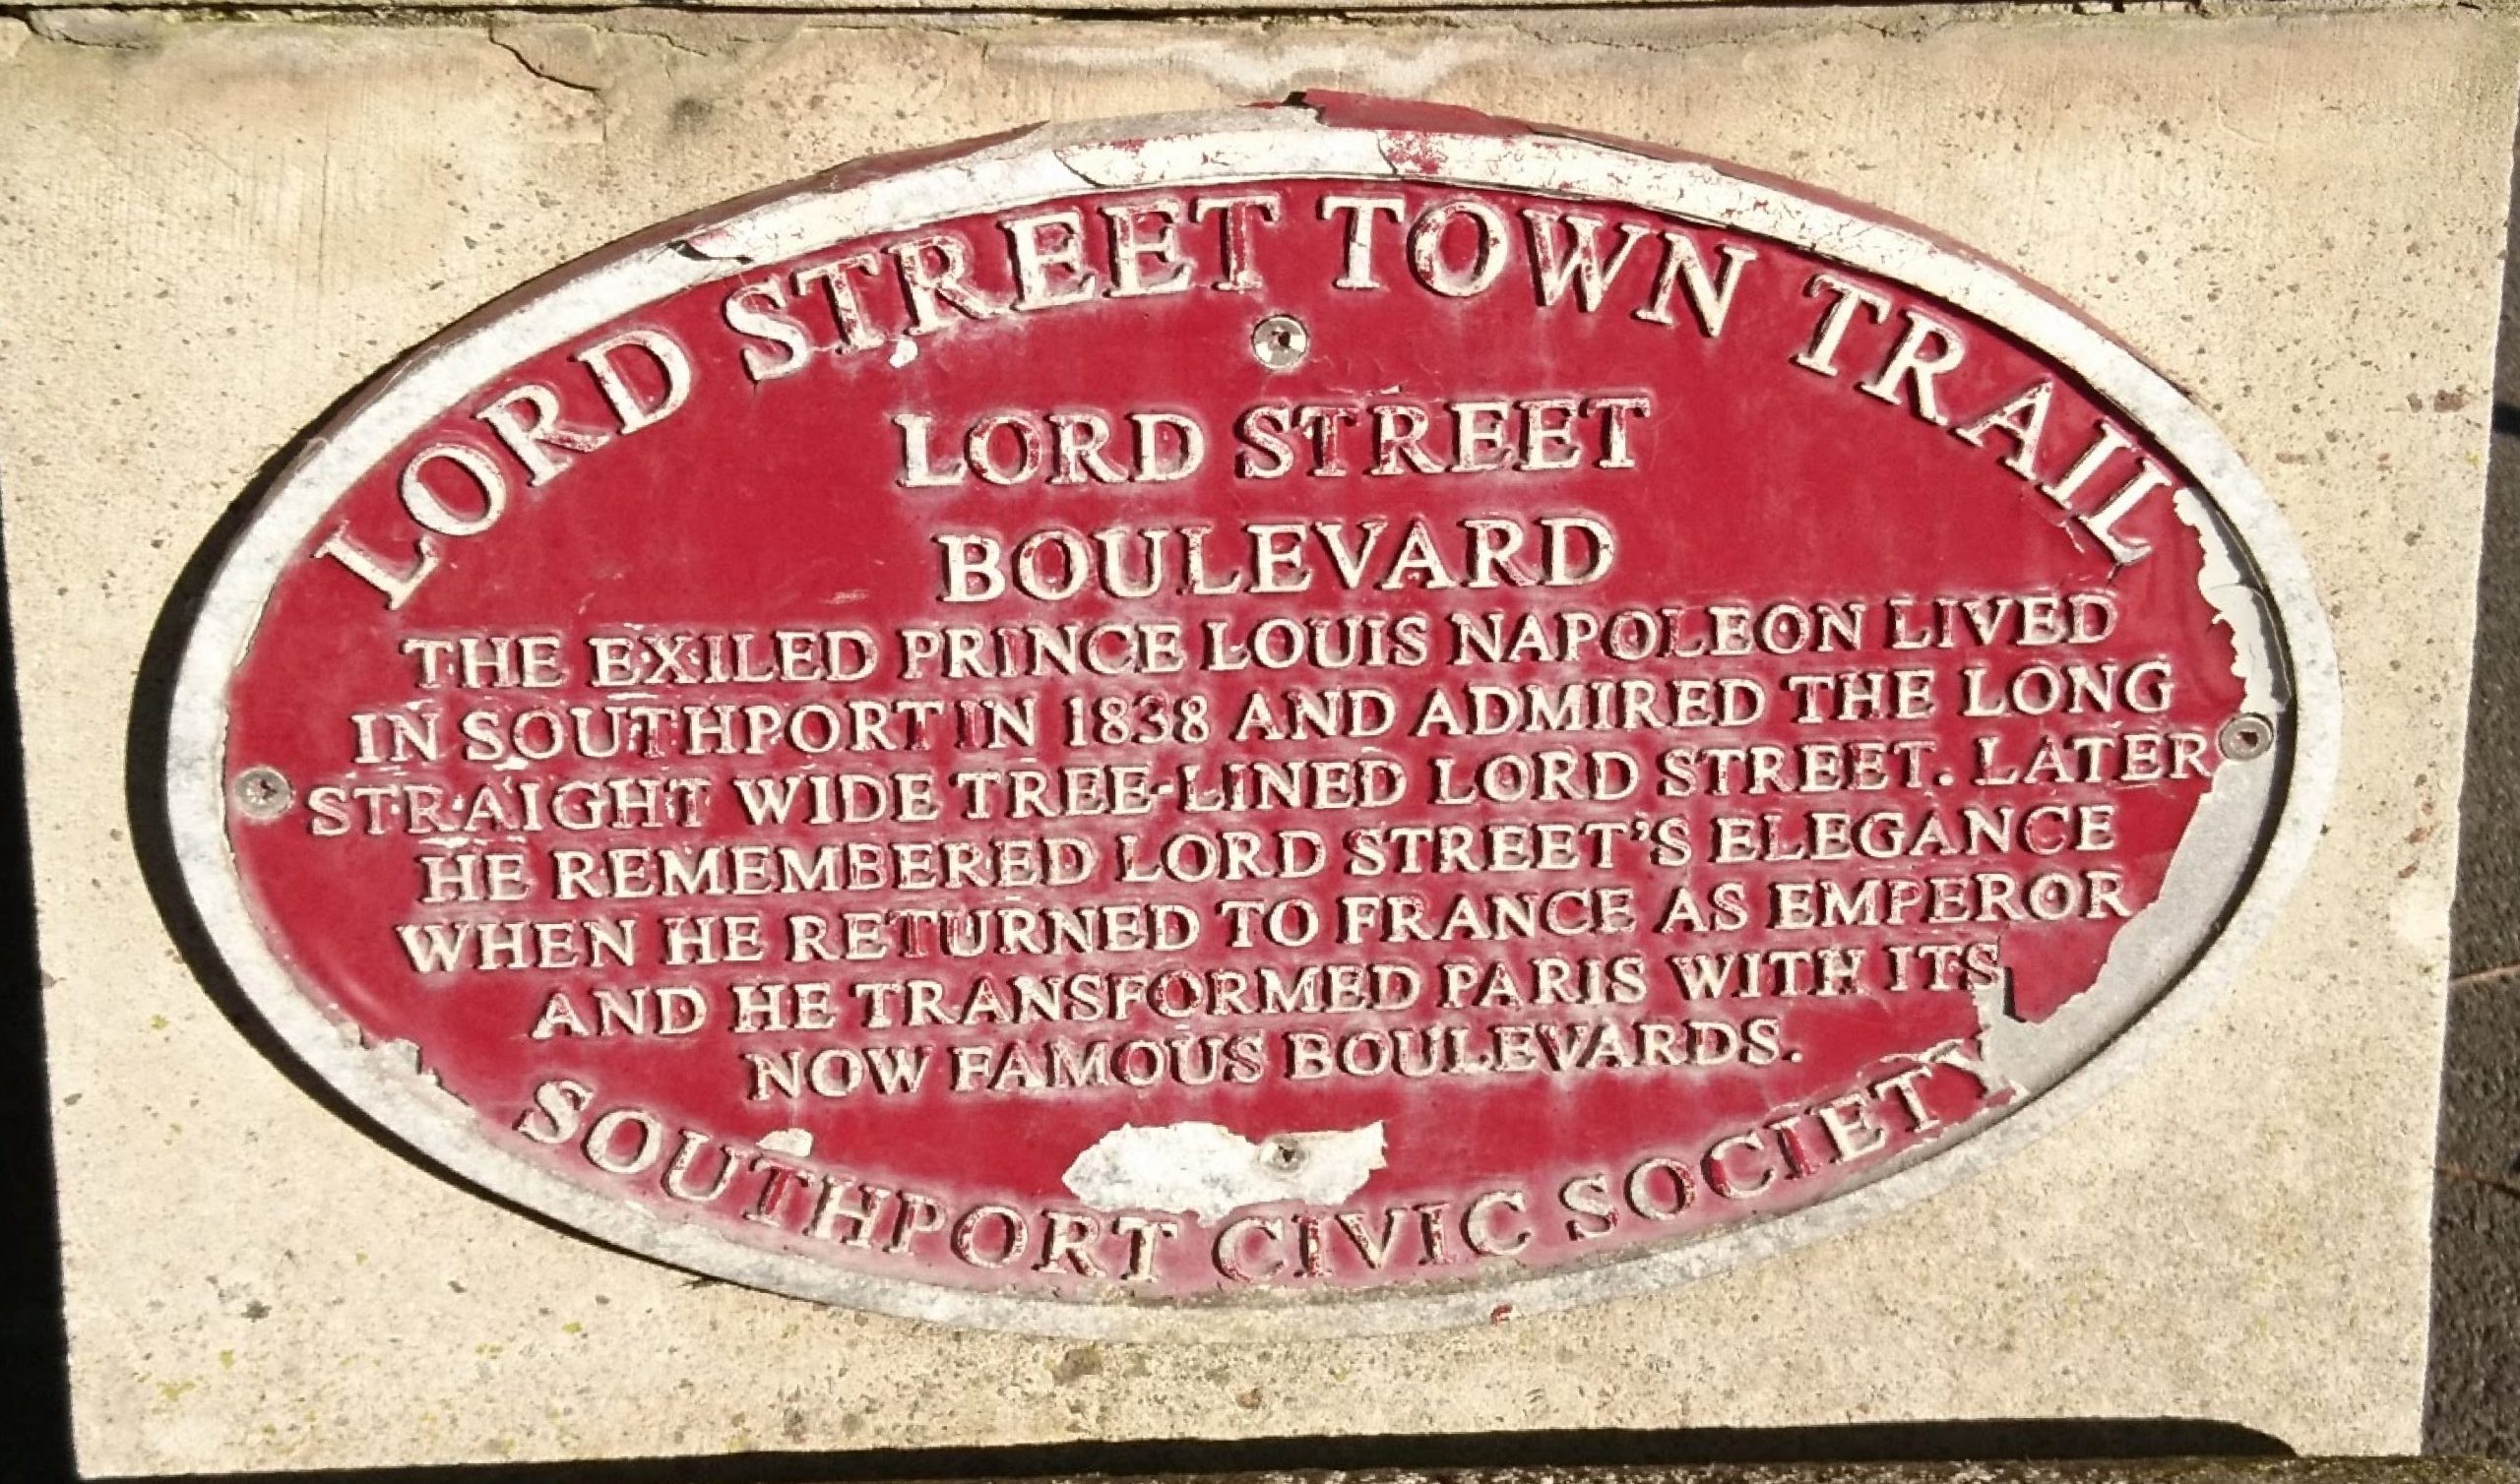 LORD STREET TOWN TRAIL
LORD STREET
BOULEVARD
THE EXILED PRINCE LOUIS NAPOLEON LIVED
IN SOUTHPORT IN 1838 AND ADMIRED THE LONG
STRAIGHT WIDE TREE-LINED LORD STREET. LATER
HE REMEMBERED LORD STREET'S ELEGANCE
WHEN HE RETURNED TO FRANCE AS EMPEROR
AND HE TRANSFORMED PARIS WITH ITS
NOW FAMOUS BOULEVARDS.
SOUTHPORT CIVIC SOCIETY